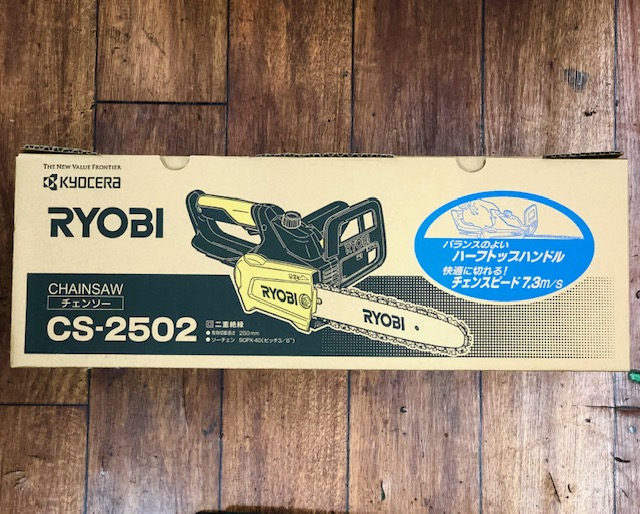 THE NEW VALUE FRONTIER
KYOCERA
RYOBI
CHAINSAW
チェンソー
CS-2502
回二重絶縁
● 有効切断長さ 250mm
● ソーチェン 90PX-40(ピッチ3/8")
RYOBI
RYOBI
RYOBI
バランスのよい
ハーフトップハンドル
快適に切れる!
チェンスピード7.3m/s